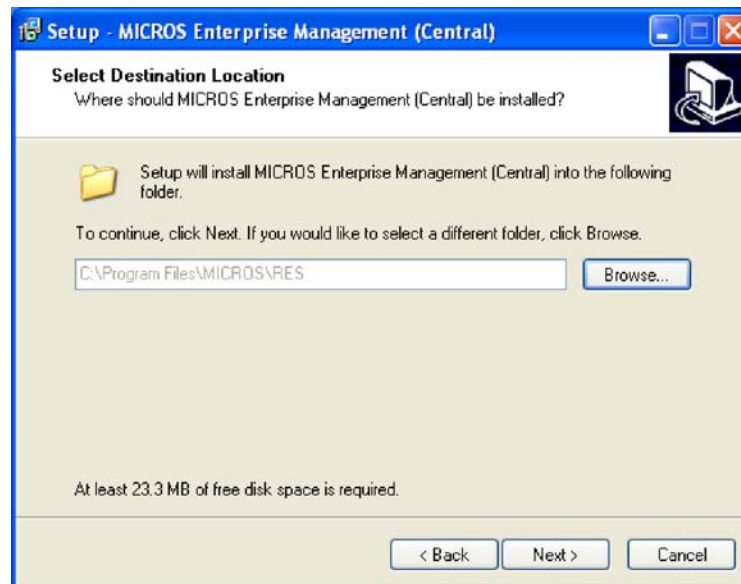 Setup - MICROS Enterprise Management (Central)
Select Destination Location
Where should MICROS Enterprise Management (Central) be installed?
Setup will install MICROS Enterprise Management (Central) into the following
folder.
To continue, click Next. If you would like to select a different folder, click Browse.
C:\Program Files\MICROS\RES
Browse...
At least 23.3 MB of free disk space is required.
< Back
Next >
Cancel